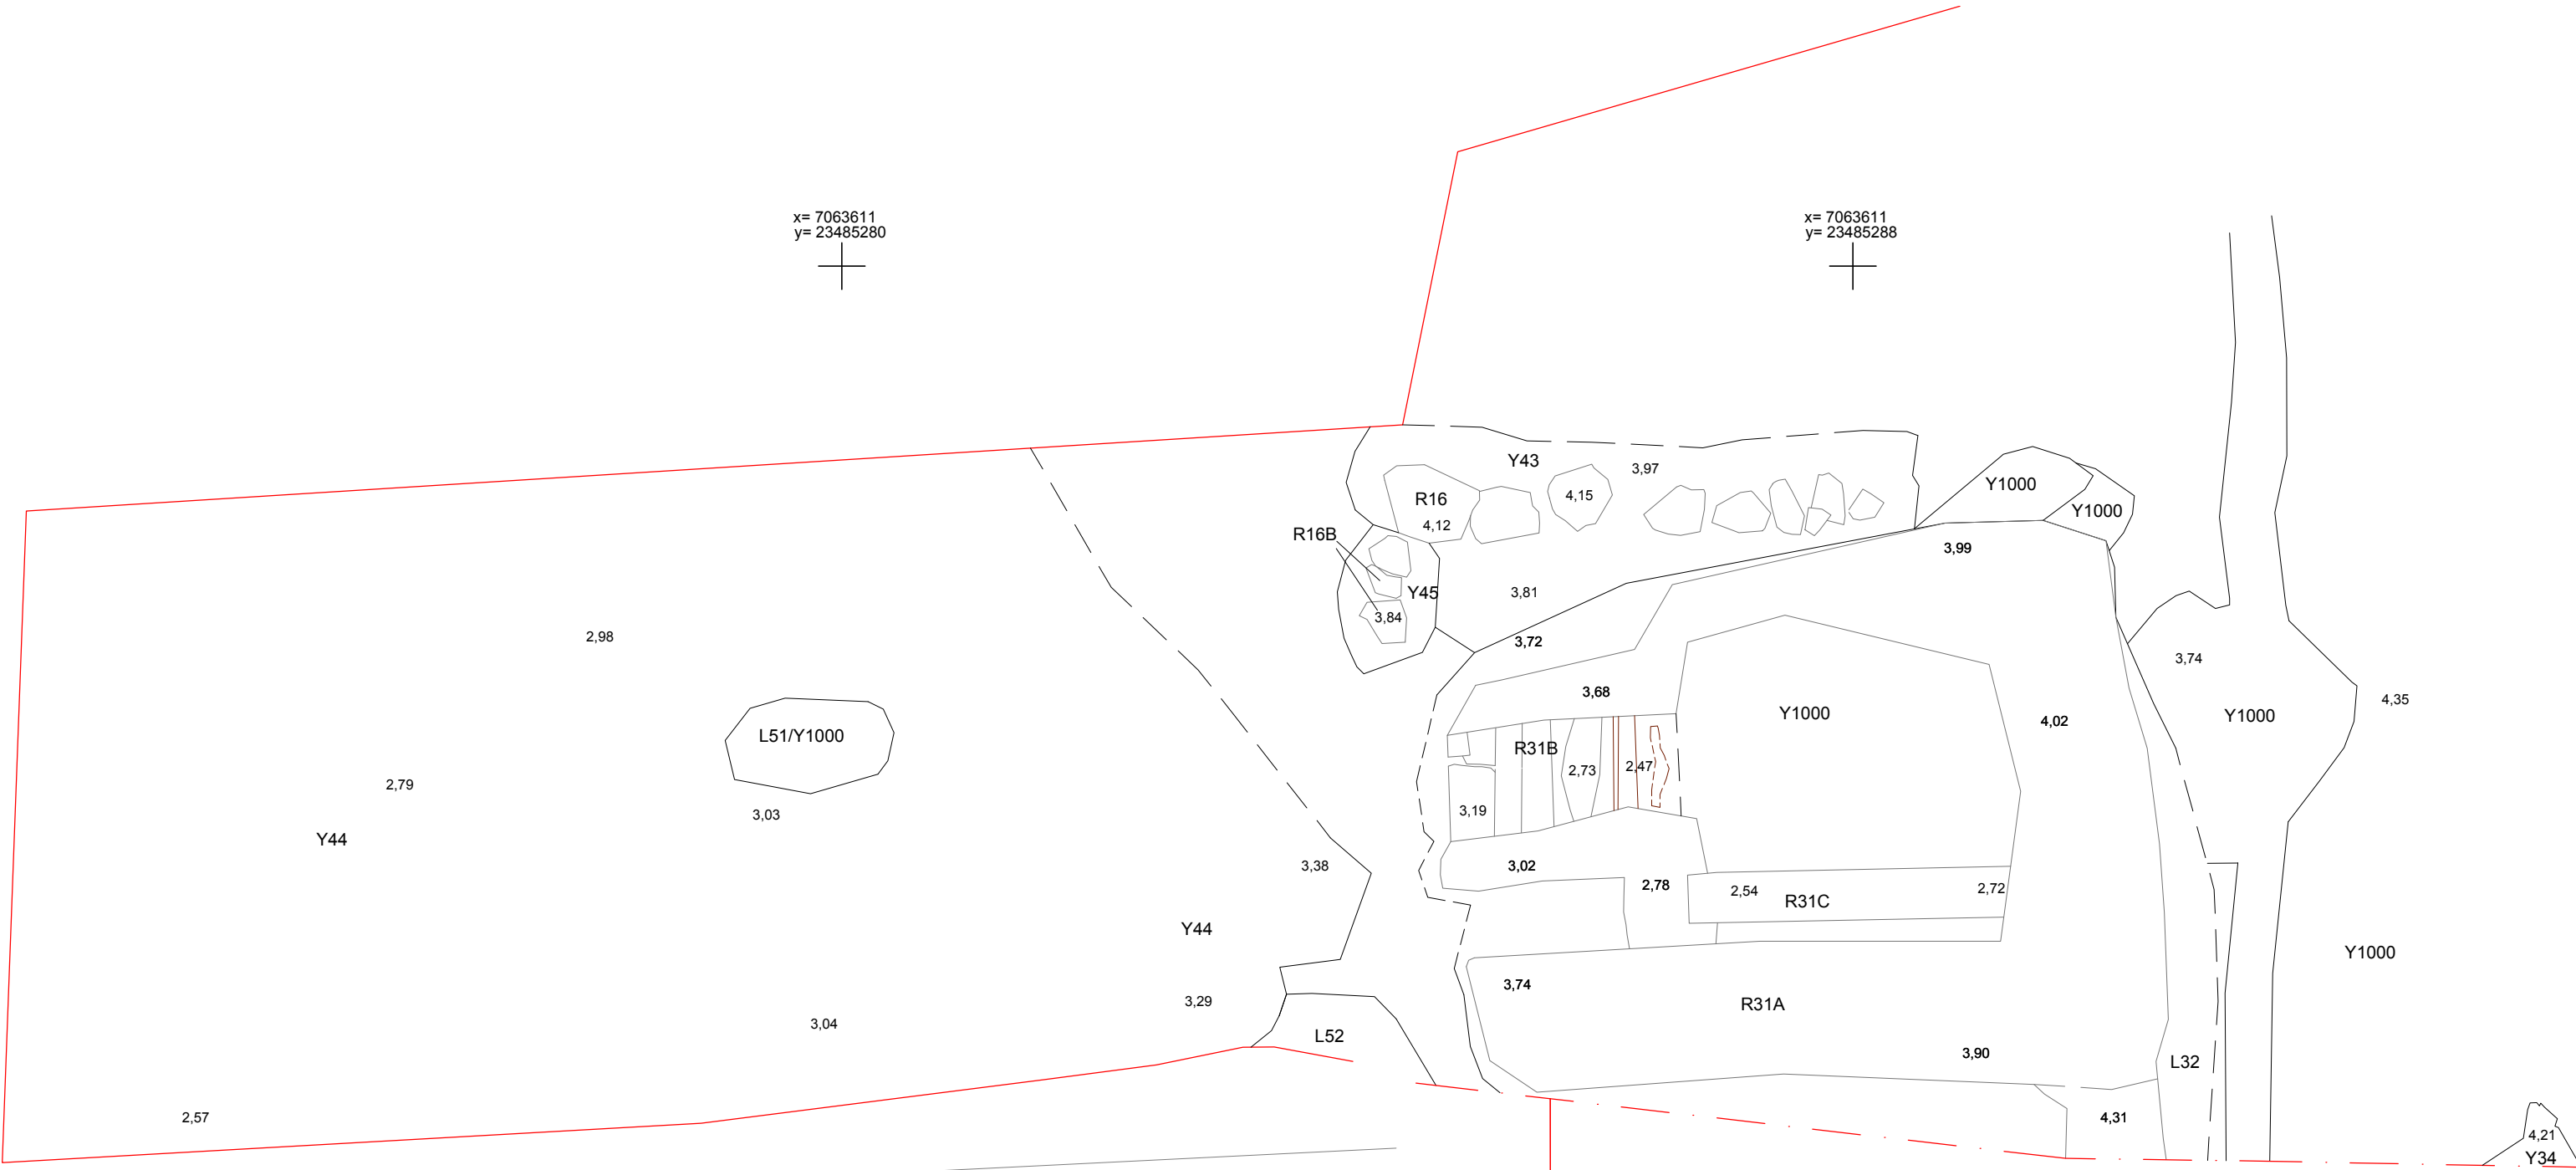 x= 7063611
y= 23485280
x= 7063611
y= 23485288
Y43
3,97
R16
4,12
4,15
Y1000
Y1000
R16B
3,99
Y45
3,81
3,84
2,98
3,72
3,74
3,68
4,35
Y1000
4,02
Y1000
L51/Y1000
R31B
2,73
2,47
2,79
3,03
3,19
Y44
3,38
3,02
2,78
2,54
2,72
R31C
Y44
Y1000
3,74
3,29
R31A
3,04
L52
3,90
L32
2,57
4,31
4,21
Y34